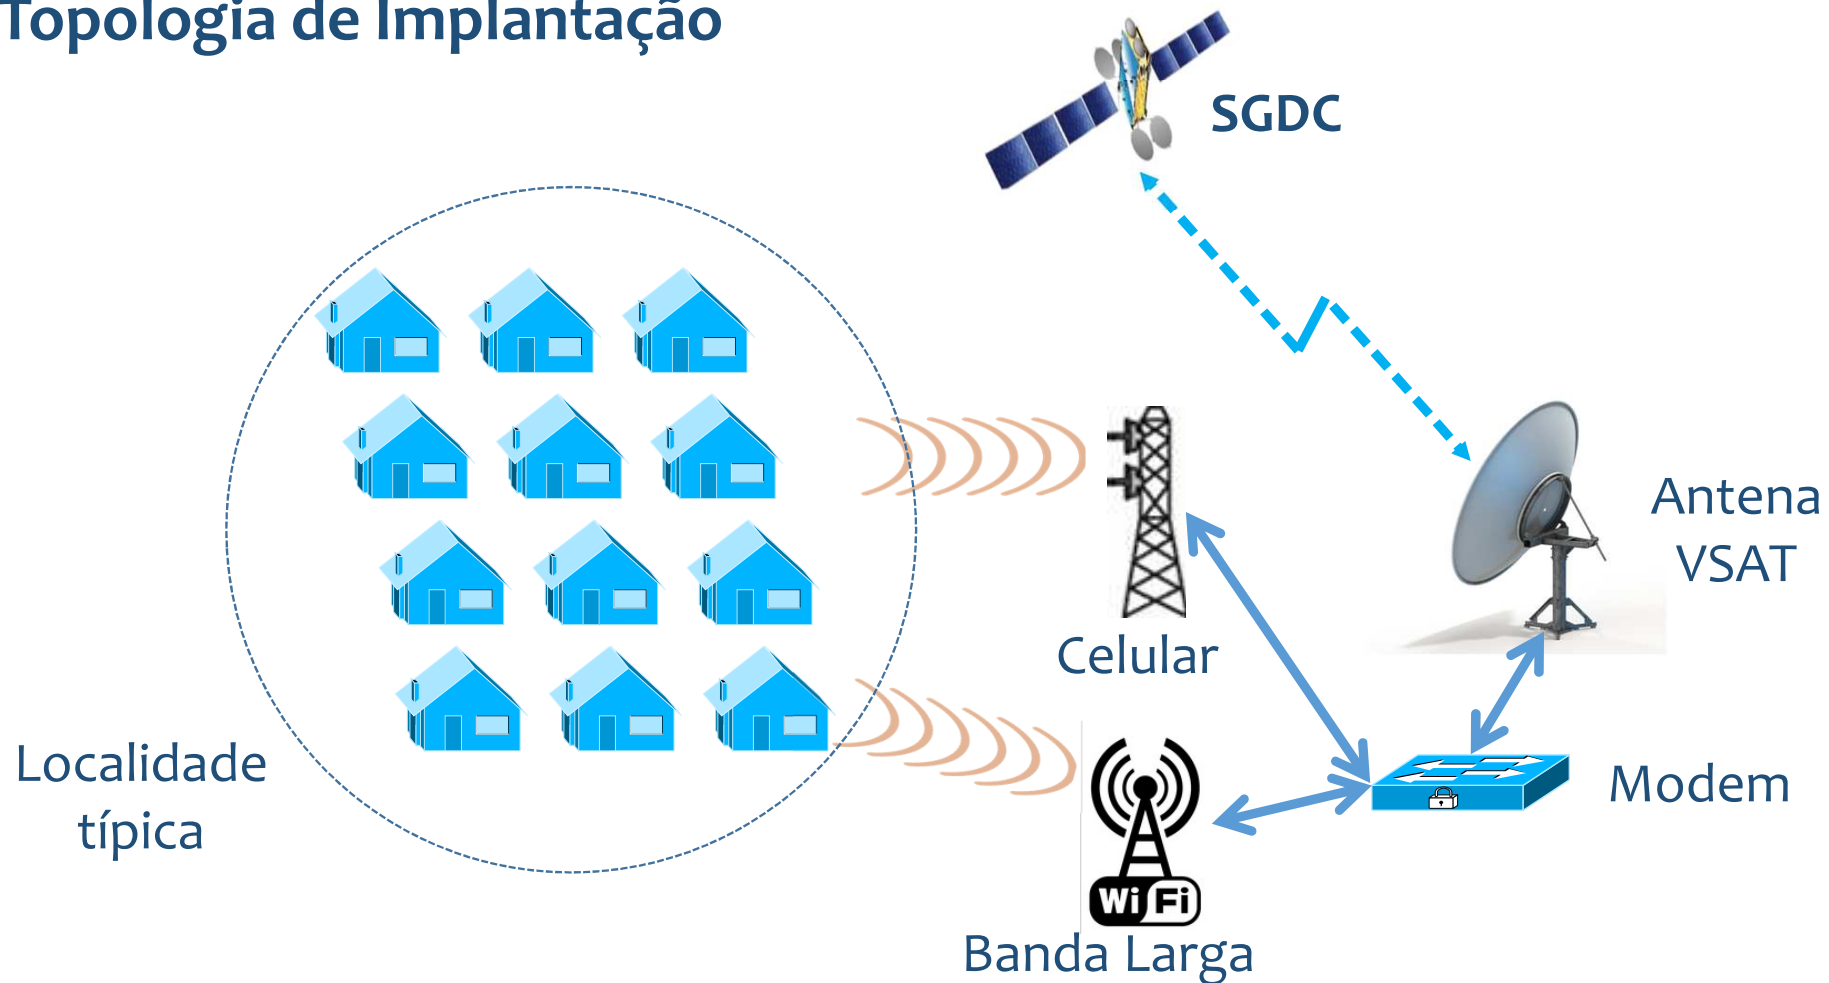 Topologia de Implantação
SGDC
Antena
VSAT
Celular
Localidade
típica
Modem
Wi Fi
Banda Larga